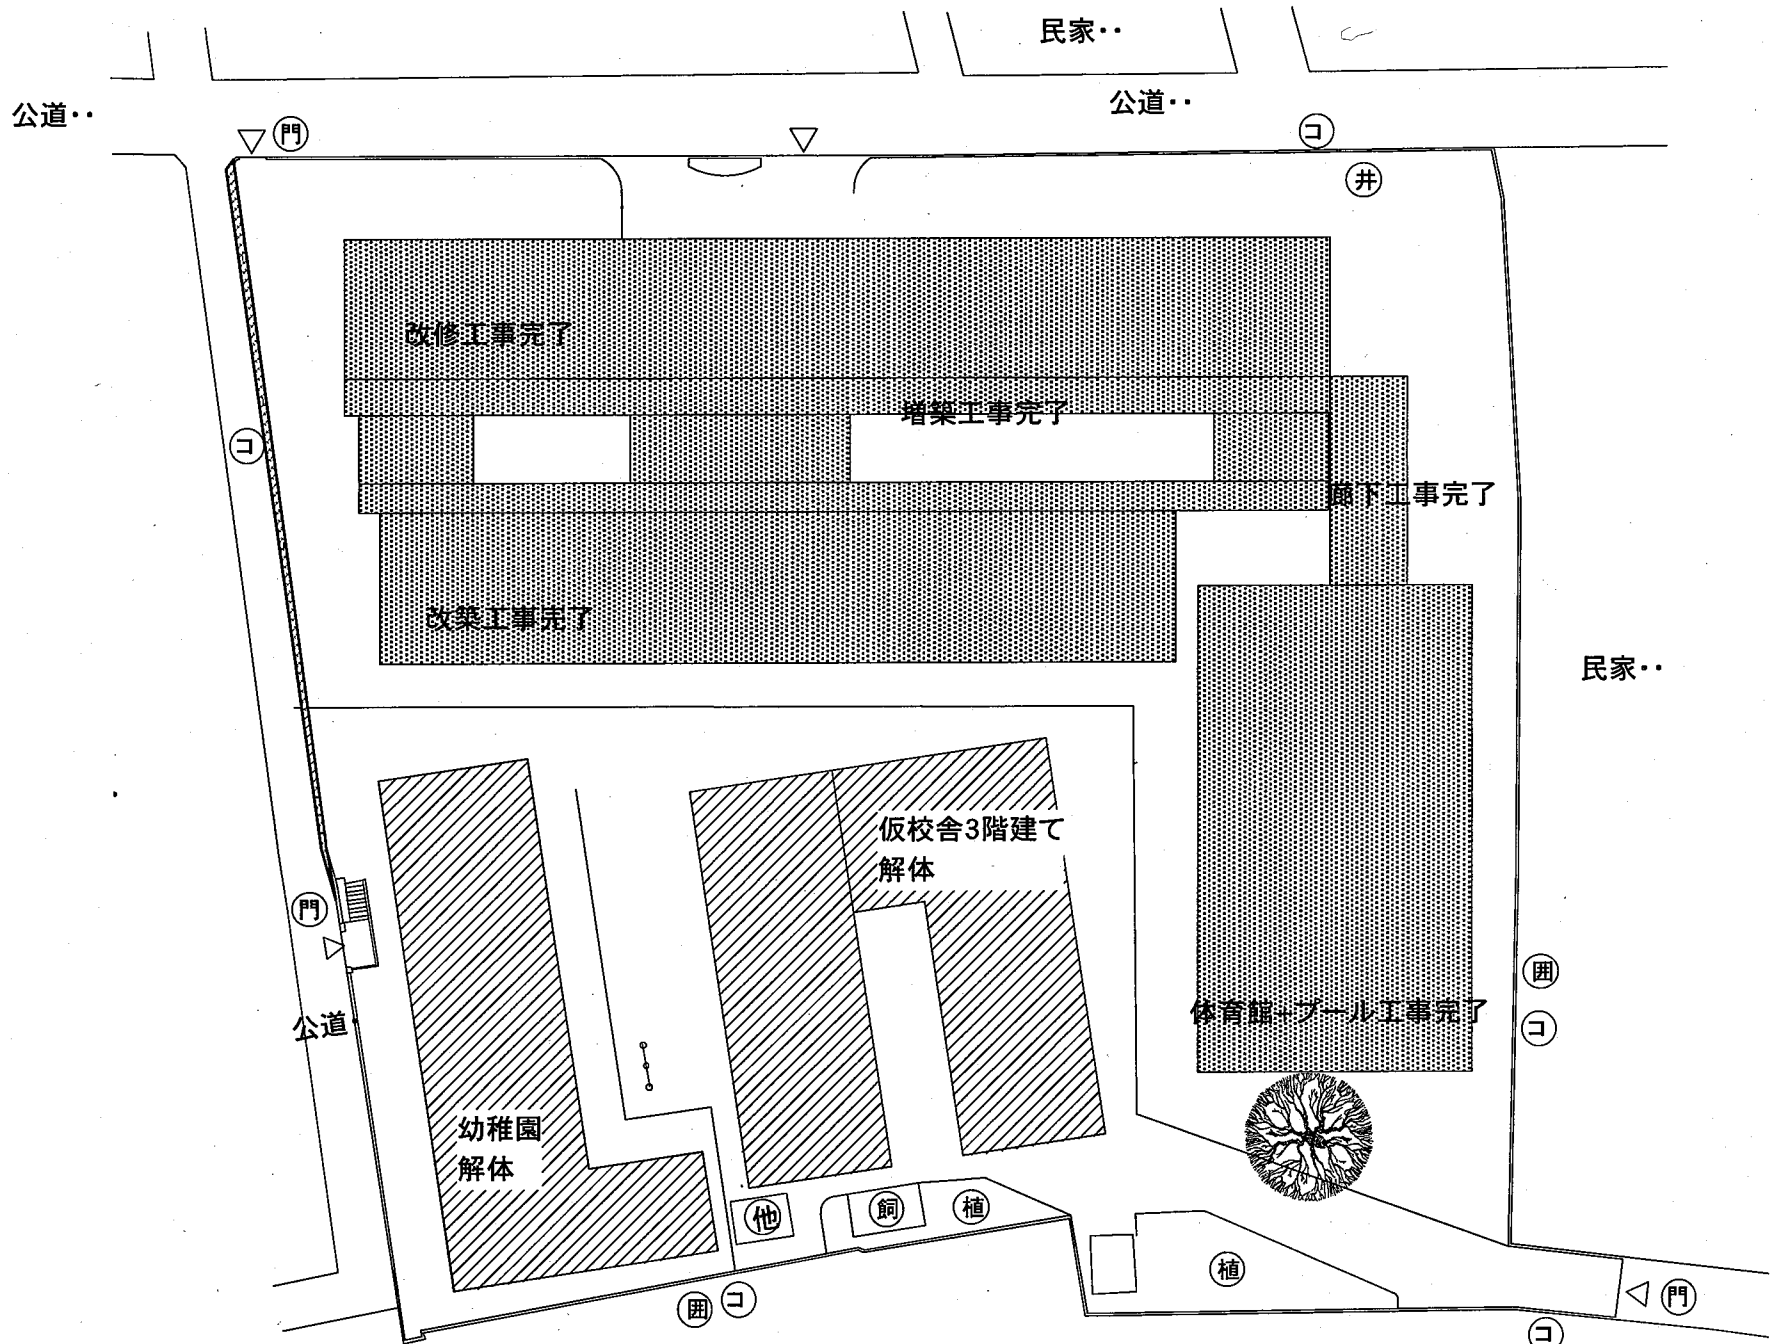 民家‥
公道‥
公道‥
門
コ
井
改修工事完了
増築工事完了
コ
廊下工事完了
改築工事完了
民家‥
仮校舎3階建て
解体
門
囲
体育館+プール工事完了
公道
コ
幼稚園
解体
他
飼
植
植
囲
コ
門
コ